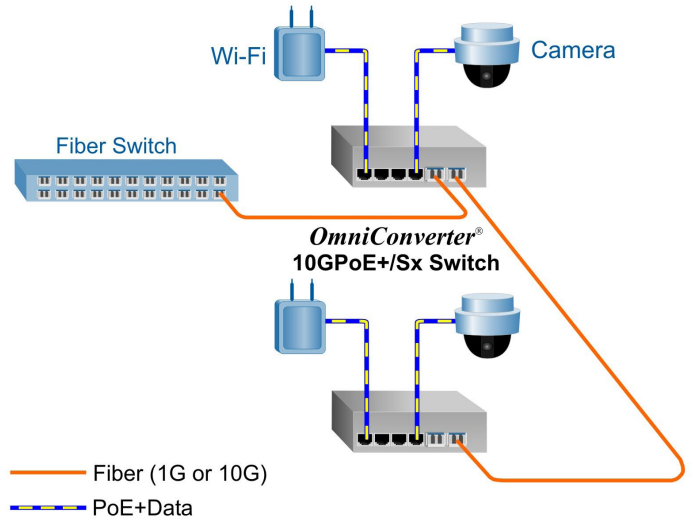 Wi-Fi
Camera
Fiber Switch
OmniConverter®
10GPoE+/Sx Switch
Fiber (1G or 10G)
PoE+Data